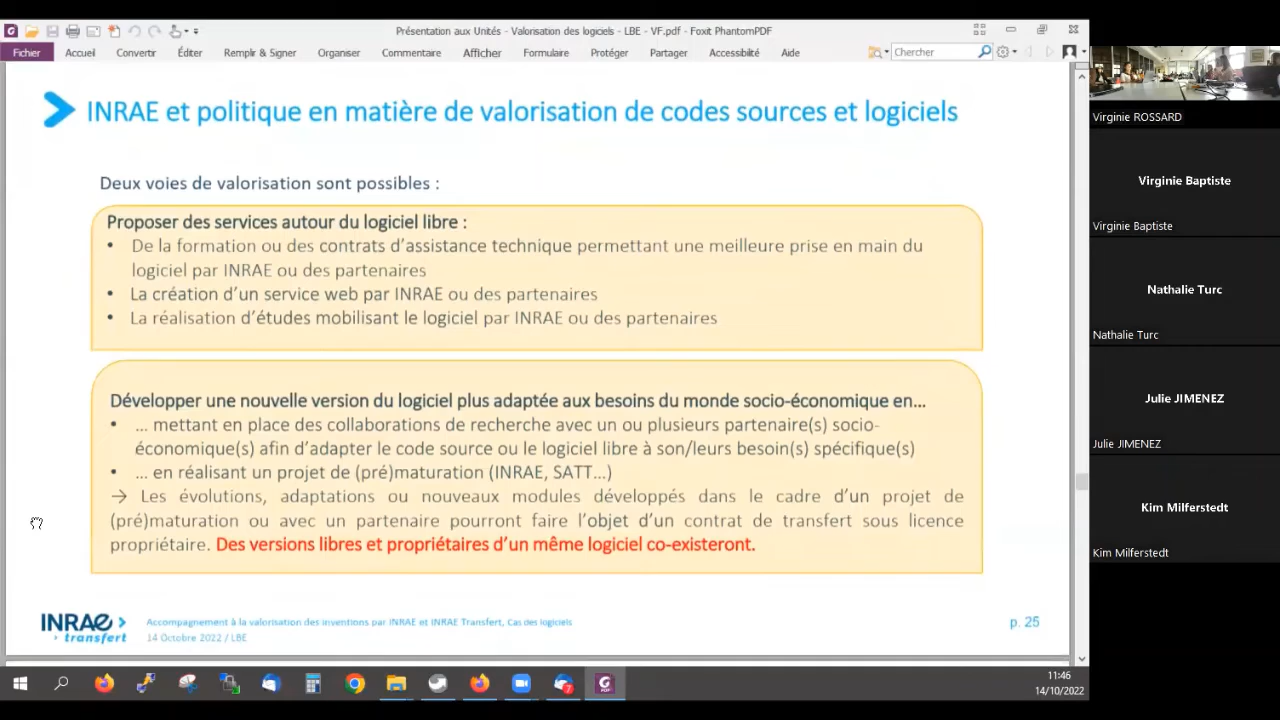 Présentation aux Unités - Valorisation des logiciels - LBE - VF.pdf - Foxit PhantomPDF
Fichier Accueil Convertir Éditer Remplir & Signer Organiser Commentaire Afficher Formulaire Protéger Partager Accessibilité Aide Chercher
INRAE et politique en matière de valorisation de codes sources et logiciels
Deux voies de valorisation sont possibles :
Proposer des services autour du logiciel libre :
• De la formation ou des contrats d'assistance technique permettant une meilleure prise en main du
logiciel par INRAE ou des partenaires
• La création d'un service web par INRAE ou des partenaires
• La réalisation d'études mobilisant le logiciel par INRAE ou des partenaires
Développer une nouvelle version du logiciel plus adaptée aux besoins du monde socio-économique en…
• … mettant en place des collaborations de recherche avec un ou plusieurs partenaire(s) socio-
économique(s) afin d'adapter le code source ou le logiciel libre à son/leurs besoin(s) spécifique(s)
• … en réalisant un projet de (pré)maturation (INRAE, SATT…)
→ Les évolutions, adaptations ou nouveaux modules développés dans le cadre d'un projet de
(pré)maturation ou avec un partenaire pourront faire l'objet d'un contrat de transfert sous licence
propriétaire. Des versions libres et propriétaires d'un même logiciel co-existeront.
INRAE
transfert
Accompagnement à la valorisation des inventions par INRAE et INRAE Transfert, Cas des logiciels
14 Octobre 2022 / LBE
p. 25
11:46
14/10/2022
Virginie ROSSARD
Virginie Baptiste
Virginie Baptiste
Nathalie Turc
Nathalie Turc
Julie JIMENEZ
Julie JIMENEZ
Kim Milferstedt
Kim Milferstedt